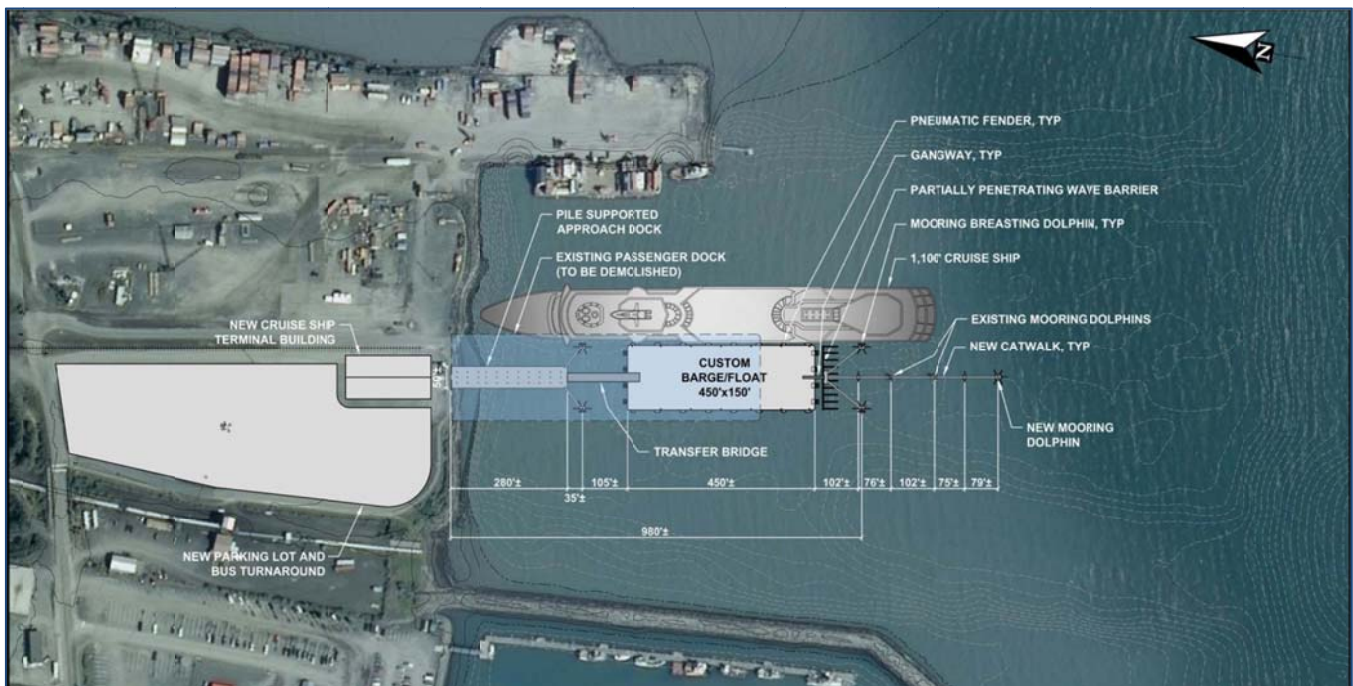 N
PNEUMATIC FENDER, TYP
GANGWAY, TYP
PARTIALLY PENETRATING WAVE BARRIER
MOORING BREASTING DOLPHIN, TYP
1,100' CRUISE SHIP
PILE SUPPORTED
APPROACH DOCK
EXISTING PASSENGER DOCK
(TO BE DEMOLISHED)
NEW CRUISE SHIP
TERMINAL BUILDING
EXISTING MOORING DOLPHINS
NEW CATWALK, TYP
50'±
CUSTOM
BARGE/FLOAT
450'x150'
NEW MOORING
DOLPHIN
TRANSFER BRIDGE
280'±
35'±
105'±
450'±
102'±
76'±
102'±
75'±
79'±
980'±
NEW PARKING LOT AND
BUS TURNAROUND